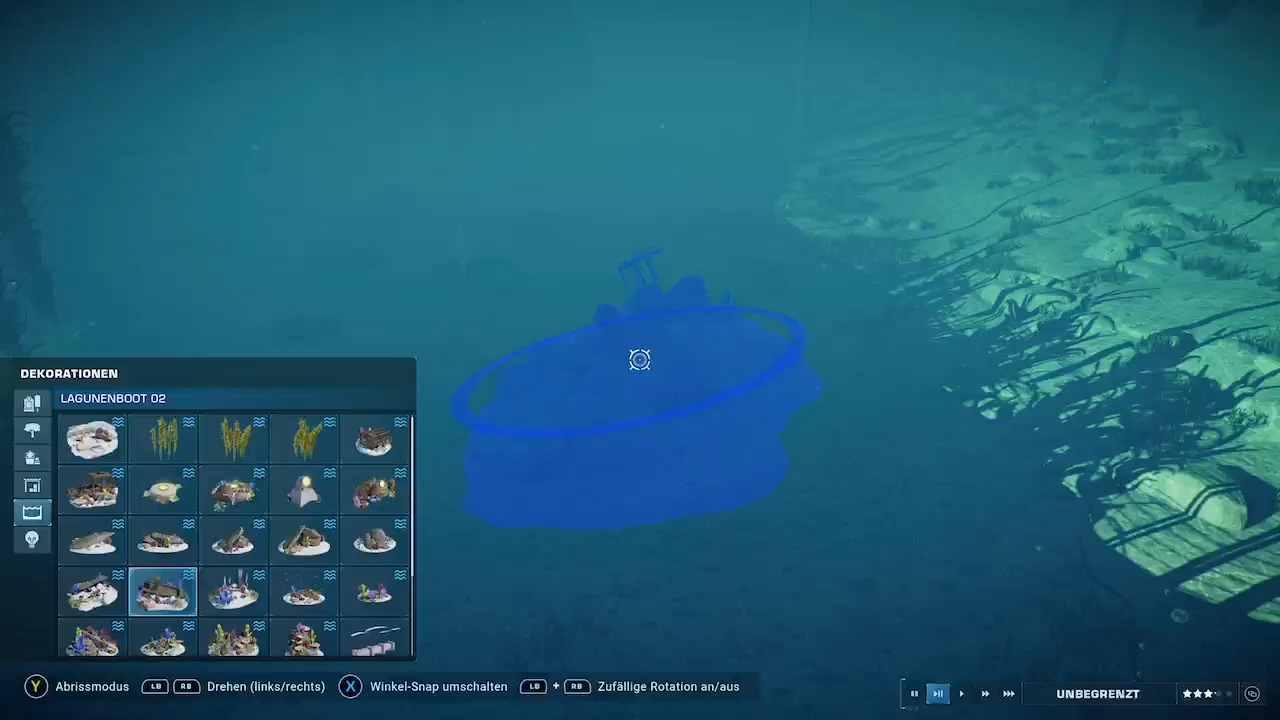 DEKORATIONEN
LAGUNENBOOT 02
Y Abrissmodus LB RB Drehen (links/rechts) X Winkel-Snap umschalten LB + RB Zufällige Rotation an/aus
UNBEGRENZT